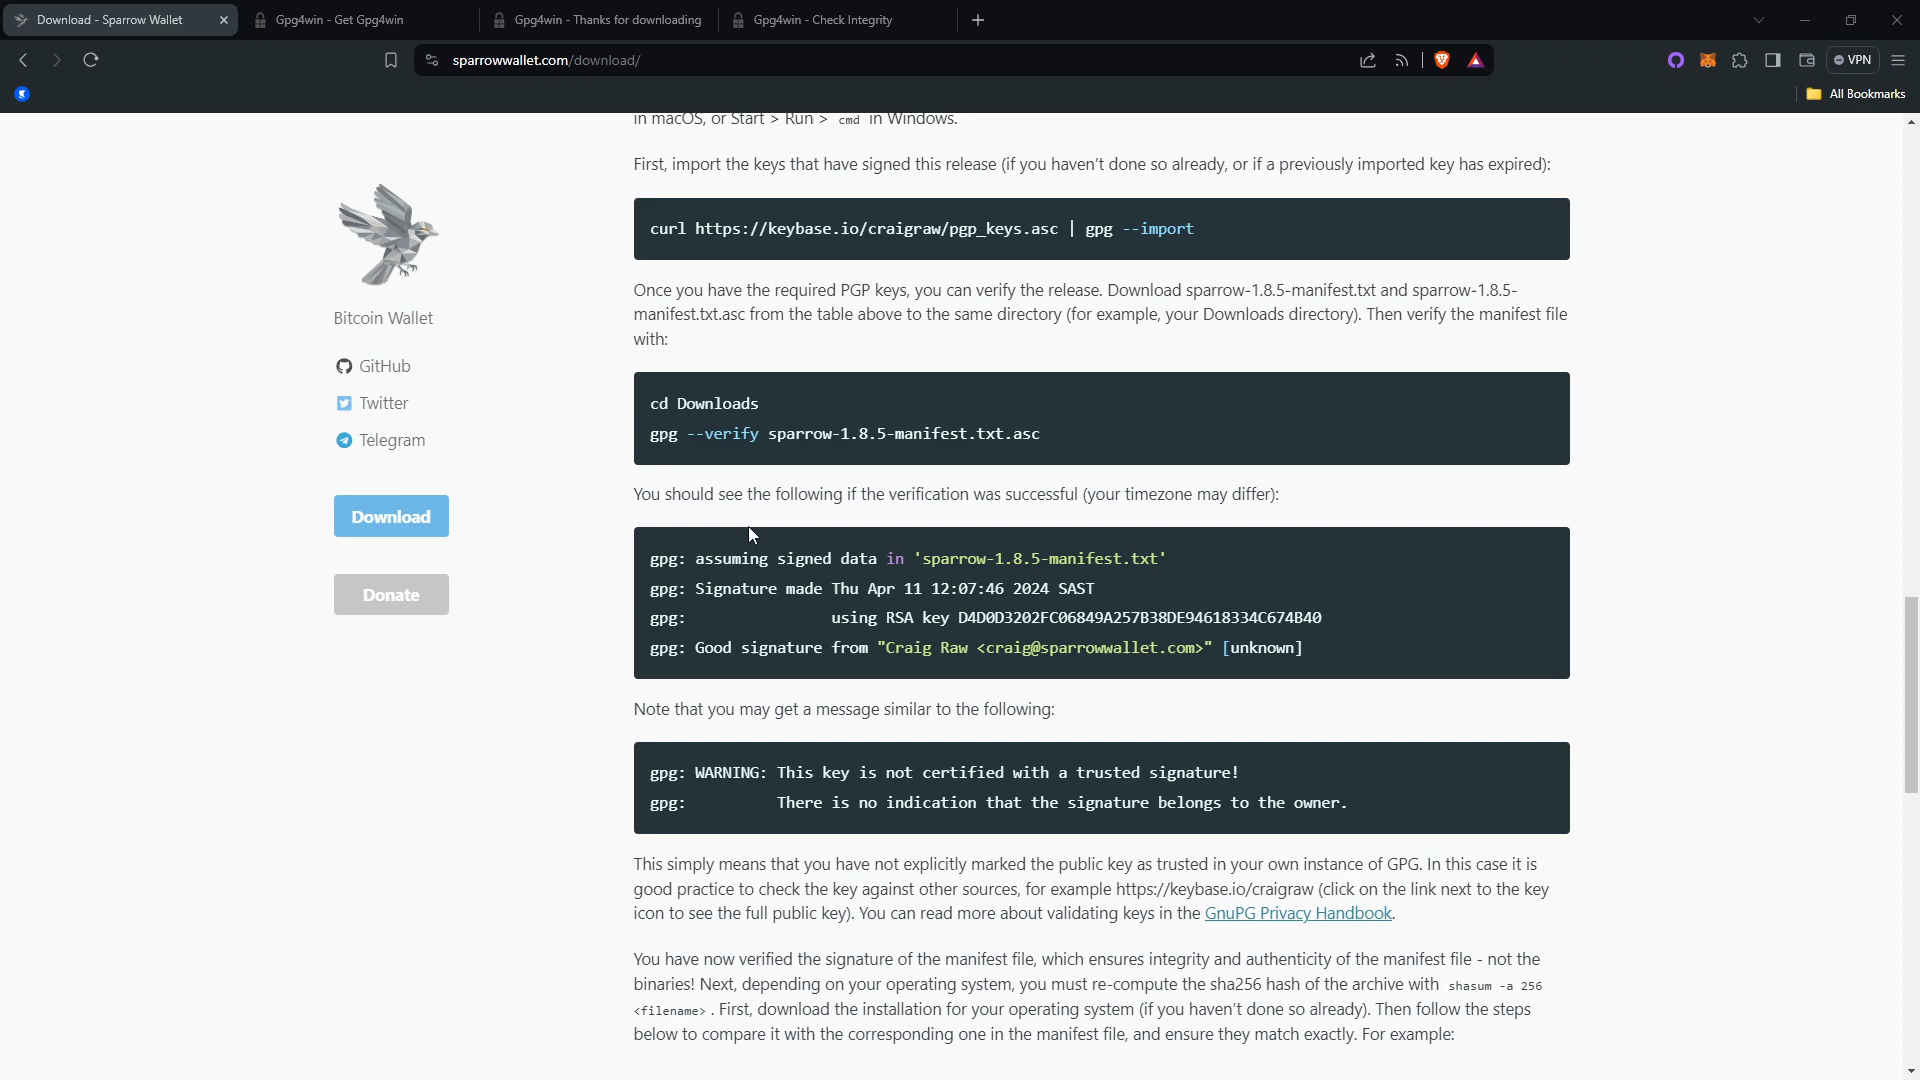 Download - Sparrow Wallet
Gpg4win - Get Gpg4win
Gpg4win - Thanks for downloading
Gpg4win - Check Integrity
sparrowwallet.com/download/
VPN
All Bookmarks
in macOS, or Start > Run > cmd in Windows.
First, import the keys that have signed this release (if you haven't done so already, or if a previously imported key has expired):
curl https://keybase.io/craigraw/pgp_keys.asc | gpg --import
Once you have the required PGP keys, you can verify the release. Download sparrow-1.8.5-manifest.txt and sparrow-1.8.5-
manifest.txt.asc from the table above to the same directory (for example, your Downloads directory). Then verify the manifest file
with:
cd Downloads
gpg --verify sparrow-1.8.5-manifest.txt.asc
You should see the following if the verification was successful (your timezone may differ):
gpg: assuming signed data in 'sparrow-1.8.5-manifest.txt'
gpg: Signature made Thu Apr 11 12:07:46 2024 SAST
gpg: using RSA key D4D0D3202FC06849A257B38DE94618334C674B40
gpg: Good signature from "Craig Raw <craig@sparrowwallet.com>" [unknown]
Note that you may get a message similar to the following:
gpg: WARNING: This key is not certified with a trusted signature!
gpg: There is no indication that the signature belongs to the owner.
This simply means that you have not explicitly marked the public key as trusted in your own instance of GPG. In this case it is
good practice to check the key against other sources, for example https://keybase.io/craigraw (click on the link next to the key
icon to see the full public key). You can read more about validating keys in the GnuPG Privacy Handbook.
You have now verified the signature of the manifest file, which ensures integrity and authenticity of the manifest file - not the
binaries! Next, depending on your operating system, you must re-compute the sha256 hash of the archive with shasum -a 256
<filename> . First, download the installation for your operating system (if you haven't done so already). Then follow the steps
below to compare it with the corresponding one in the manifest file, and ensure they match exactly. For example:
Bitcoin Wallet
GitHub
Twitter
Telegram
Download
Donate